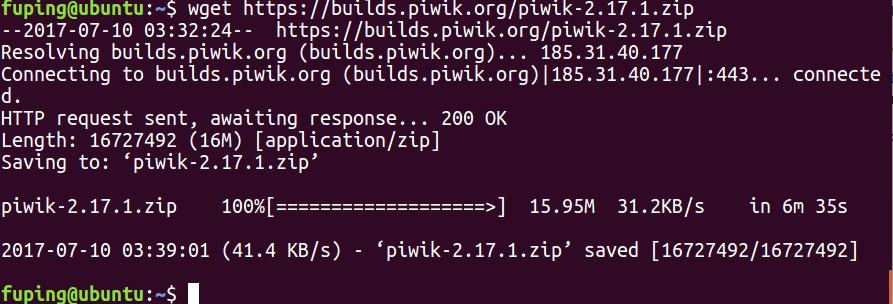 fuping@ubuntu:~$ wget https://builds.piwik.org/piwik-2.17.1.zip
--2017-07-10 03:32:24--  https://builds.piwik.org/piwik-2.17.1.zip
Resolving builds.piwik.org (builds.piwik.org)... 185.31.40.177
Connecting to builds.piwik.org (builds.piwik.org)|185.31.40.177|:443... connecte
d.
HTTP request sent, awaiting response... 200 OK
Length: 16727492 (16M) [application/zip]
Saving to: ‘piwik-2.17.1.zip’
piwik-2.17.1.zip    100%[===================>]  15.95M  31.2KB/s    in 6m 35s
2017-07-10 03:39:01 (41.4 KB/s) - ‘piwik-2.17.1.zip’ saved [16727492/16727492]
fuping@ubuntu:~$